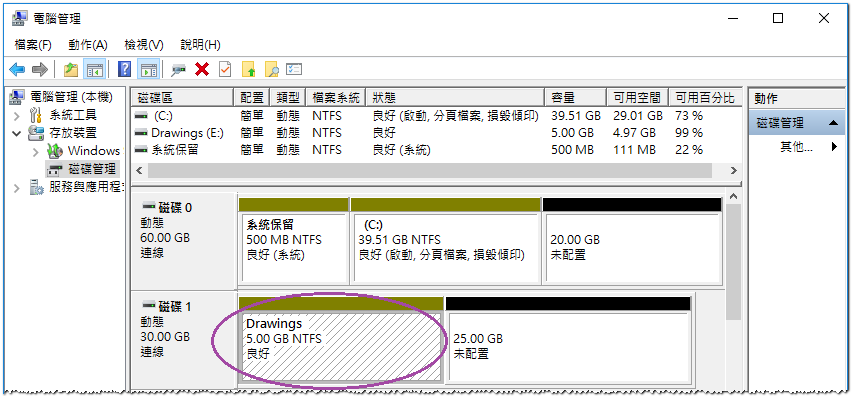 電腦管理
檔案(F) 動作(A) 檢視(V) 說明(H)
電腦管理 (本機)
系統工具
存放裝置
Windows
磁碟管理
服務與應用程式
磁碟區 配置 類型 檔案系統 狀態 容量 可用空間 可用百分比
(C:) 簡單 動態 NTFS 良好 (啟動, 分頁檔案, 損毀傾印) 39.51 GB 29.01 GB 73 %
Drawings (E:) 簡單 動態 NTFS 良好 5.00 GB 4.97 GB 99 %
系統保留 簡單 動態 NTFS 良好 (系統) 500 MB 111 MB 22 %
磁碟 0
動態
60.00 GB
連線
系統保留
500 MB NTFS
良好 (系統)
(C:)
39.51 GB NTFS
良好 (啟動, 分頁檔案, 損毀傾印)
20.00 GB
未配置
磁碟 1
動態
30.00 GB
連線
Drawings
5.00 GB NTFS
良好
25.00 GB
未配置
動作
磁碟管理
其他...